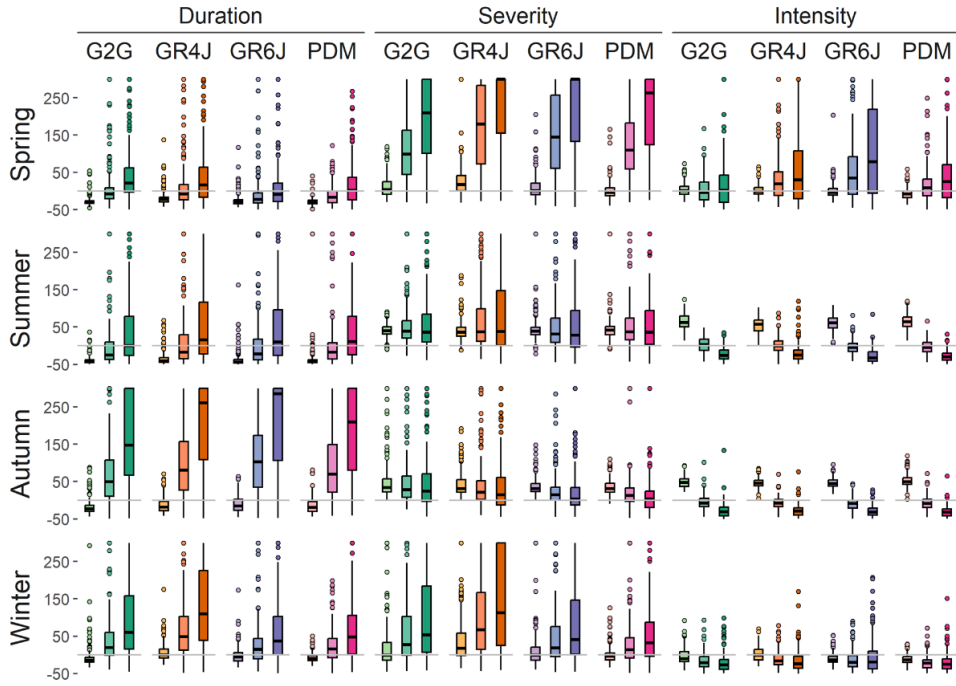 Duration Severity Intensity
G2G GR4J GR6J PDM G2G GR4J GR6J PDM G2G GR4J GR6J PDM
Spring
250
150
50
-50
Summer
250
150
50
-50
Autumn
250
150
50
-50
Winter
250
150
50
-50